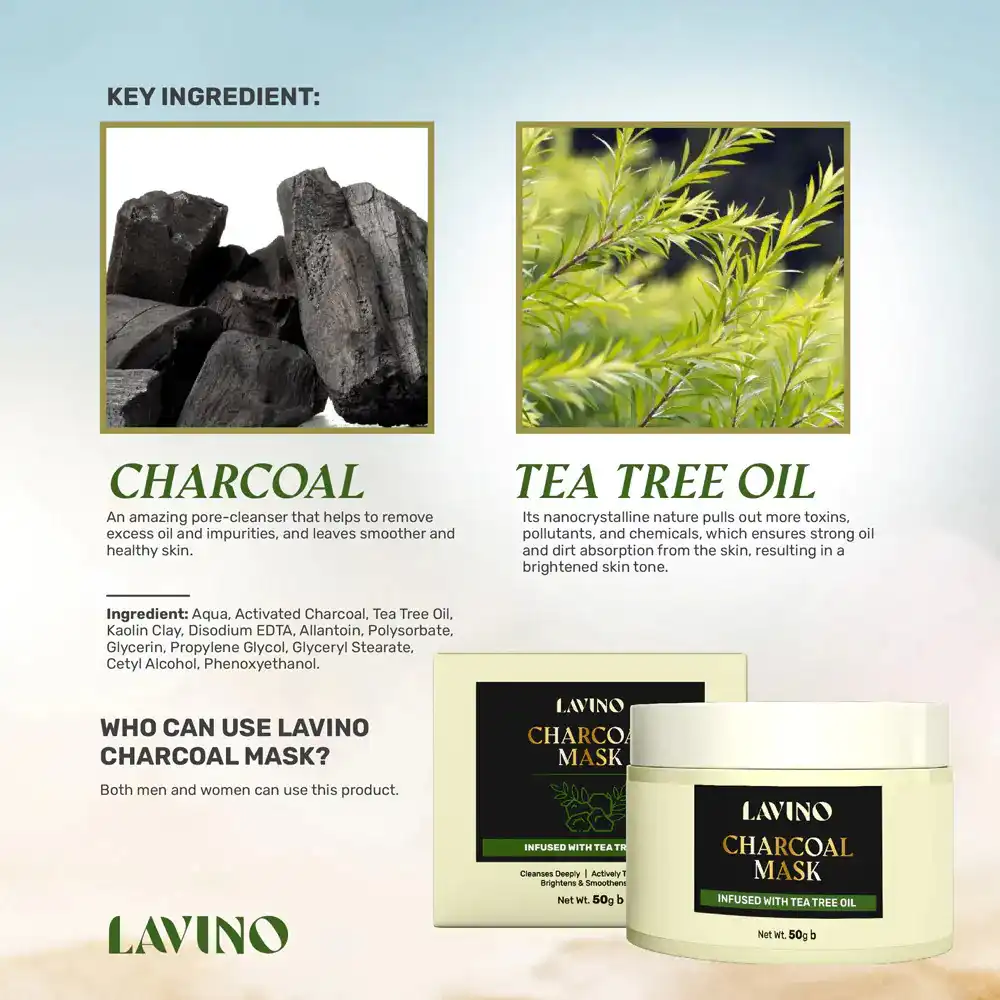 KEY INGREDIENT:
CHARCOAL
An amazing pore-cleanser that helps to remove
excess oil and impurities, and leaves smoother and
healthy skin.
TEA TREE OIL
Its nanocrystalline nature pulls out more toxins,
pollutants, and chemicals, which ensures strong oil
and dirt absorption from the skin, resulting in a
brightened skin tone.
Ingredient: Aqua, Activated Charcoal, Tea Tree Oil,
Kaolin Clay, Disodium EDTA, Allantoin, Polysorbate,
Glycerin, Propylene Glycol, Glyceryl Stearate,
Cetyl Alcohol, Phenoxyethanol.
WHO CAN USE LAVINO
CHARCOAL MASK?
Both men and women can use this product.
LAVINO
LAVINO
CHARCOA
MASK
INFUSED WITH TEA TR
Cleanses Deeply | Actively T
Brightens & Smoothens
Net Wt. 50g b
LAVINO
CHARCOAL
MASK
INFUSED WITH TEA TREE OIL
Net Wt. 50g b